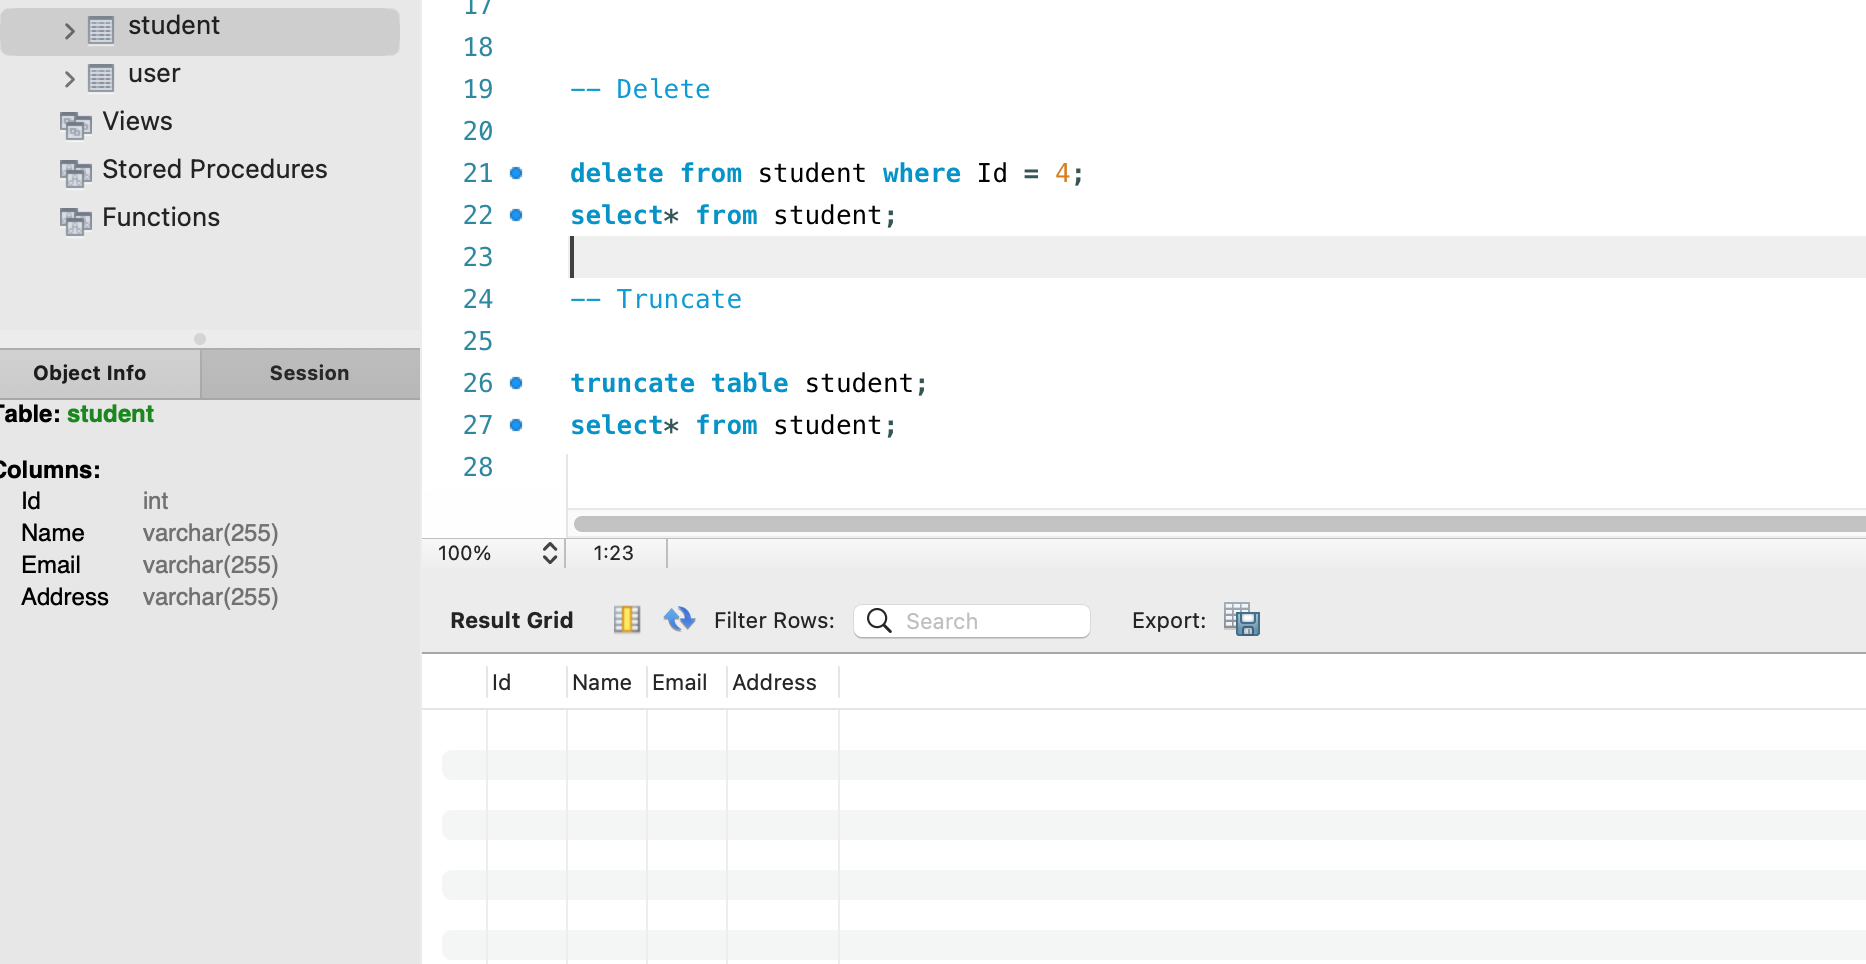 student
user
Views
Stored Procedures
Functions
Object Info
Session
Table: student
Columns:
Id int
Name varchar(255)
Email varchar(255)
Address varchar(255)
17
18
19 -- Delete
20
21 delete from student where Id = 4;
22 select* from student;
23
24 -- Truncate
25
26 truncate table student;
27 select* from student;
28
100% 1:23
Result Grid Filter Rows: Search Export:
Id Name Email Address